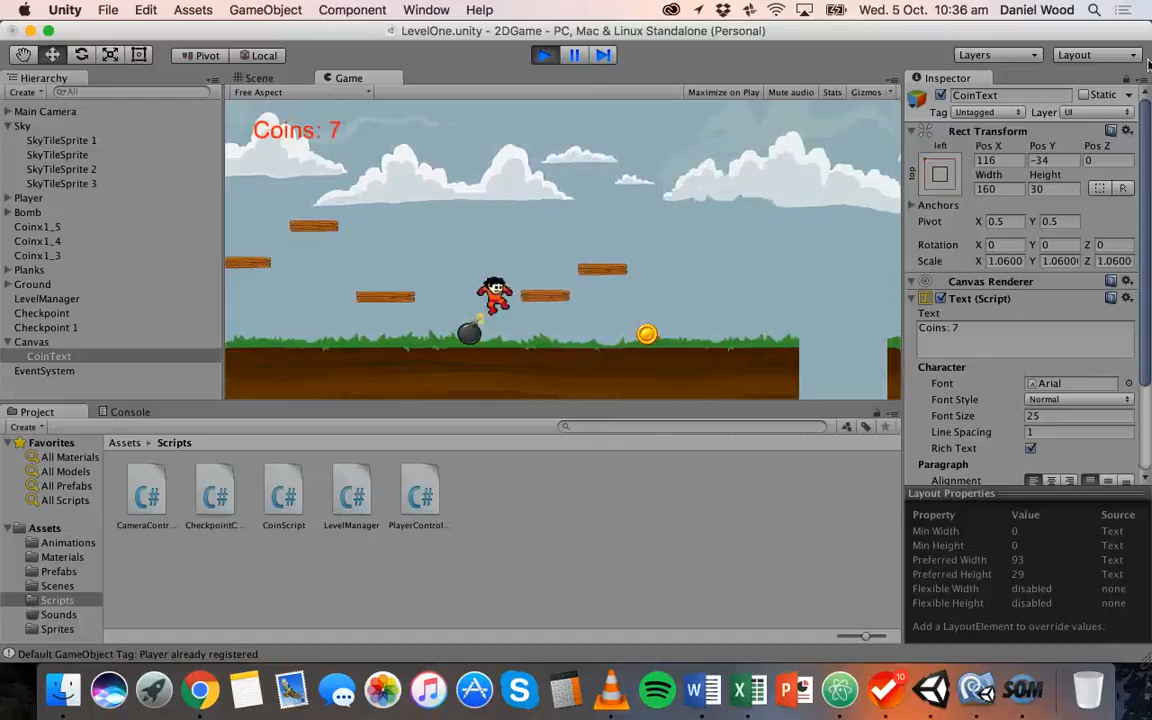 Unity File Edit Assets GameObject Component Window Help Wed. 5 Oct. 10:36 am Daniel Wood
LevelOne.unity - 2DGame - PC, Mac & Linux Standalone (Personal)
Pivot Local Layers Layout
Hierarchy Scene Game Inspector
Create All Free Aspect Maximize on Play Mute audio Stats Gizmos CoinText Static
Main Camera Tag Untagged Layer UI
Sky Coins: 7 Rect Transform
SkyTileSprite 1 left Pos X Pos Y Pos Z
SkyTileSprite top 116 -34 0
SkyTileSprite 2 Width Height
SkyTileSprite 3 160 30 R
Player Anchors
Bomb Pivot X 0.5 Y 0.5
Coinx1_5
Coinx1_4 Rotation X 0 Y 0 Z 0
Coinx1_3 Scale X 1.0600 Y 1.0600 Z 1.0600
Planks
Ground Canvas Renderer
LevelManager Text (Script)
Checkpoint Text
Checkpoint 1 Coins: 7
Canvas
CoinText Character
EventSystem Font Arial
Font Style Normal
Project Console Font Size 25
Create Line Spacing 1
Favorites Assets Scripts Rich Text
All Materials Paragraph
All Models Alignment
All Prefabs Layout Properties
All Scripts Property Value Source
Assets CameraContr... CheckpointC... CoinScript LevelManager PlayerControl... Min Width 0 Text
Animations Min Height 0 Text
Materials Preferred Width 93 Text
Prefabs Preferred Height 29 Text
Scenes Flexible Width disabled none
Scripts Flexible Height disabled none
Sounds
Sprites Add a LayoutElement to override values.
Default GameObject Tag: Player already registered
C# C# C# C# C#
S W X P 10 SOM